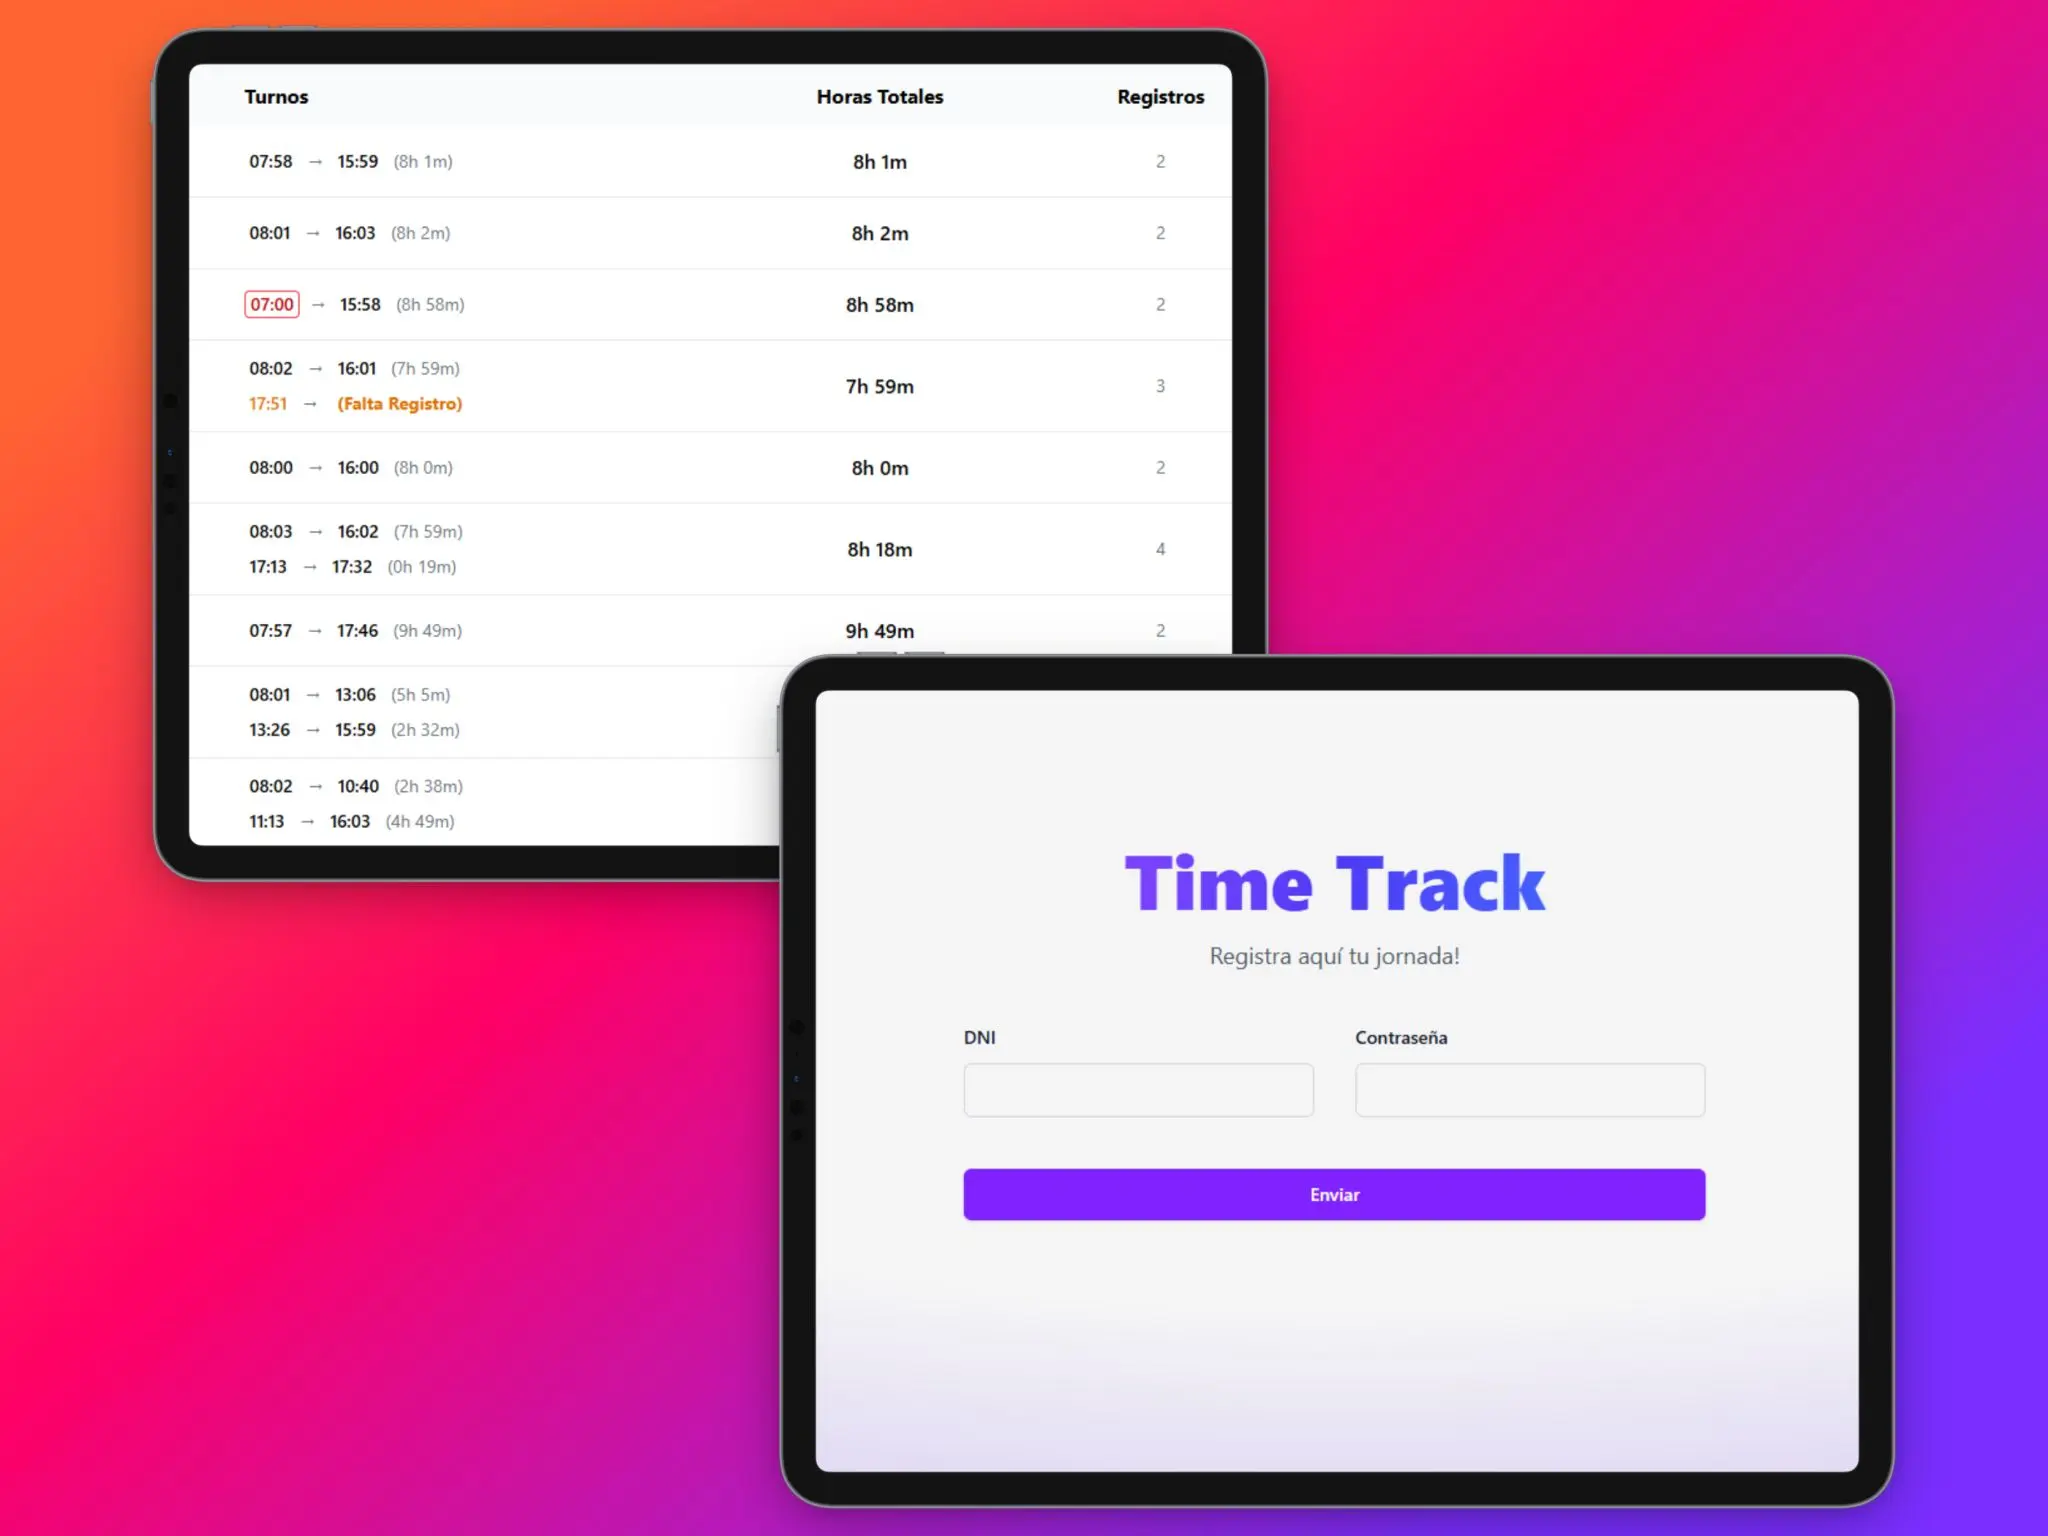 Turnos Horas Totales Registros
07:58 → 15:59 (8h 1m) 8h 1m 2
08:01 → 16:03 (8h 2m) 8h 2m 2
07:00 → 15:58 (8h 58m) 8h 58m 2
08:02 → 16:01 (7h 59m)
17:51 → (Falta Registro)
7h 59m 3
08:00 → 16:00 (8h 0m) 8h 0m 2
08:03 → 16:02 (7h 59m)
17:13 → 17:32 (0h 19m)
8h 18m 4
07:57 → 17:46 (9h 49m) 9h 49m 2
08:01 → 13:06 (5h 5m)
13:26 → 15:59 (2h 32m)
08:02 → 10:40 (2h 38m)
11:13 → 16:03 (4h 49m)
Time Track
Registra aquí tu jornada!
DNI Contraseña
Enviar